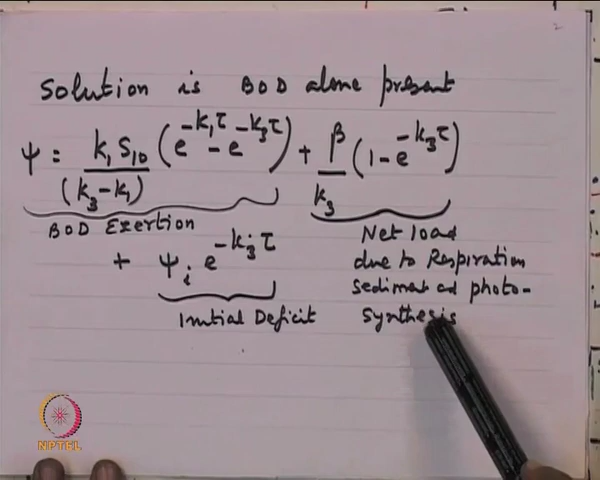 Solution is BOD alone present
ψ = k₁ S₁₀ / (k₃ - k₁) (e^{-k₁τ} - e^{-k₃τ}) + β / k₃ (1 - e^{-k₃τ})
BOD Exertion
+ ψᵢ e^{-k₃τ}
Initial Deficit
Net load
due to Respiration
sediment ad photo-
synthesis
NPTEL